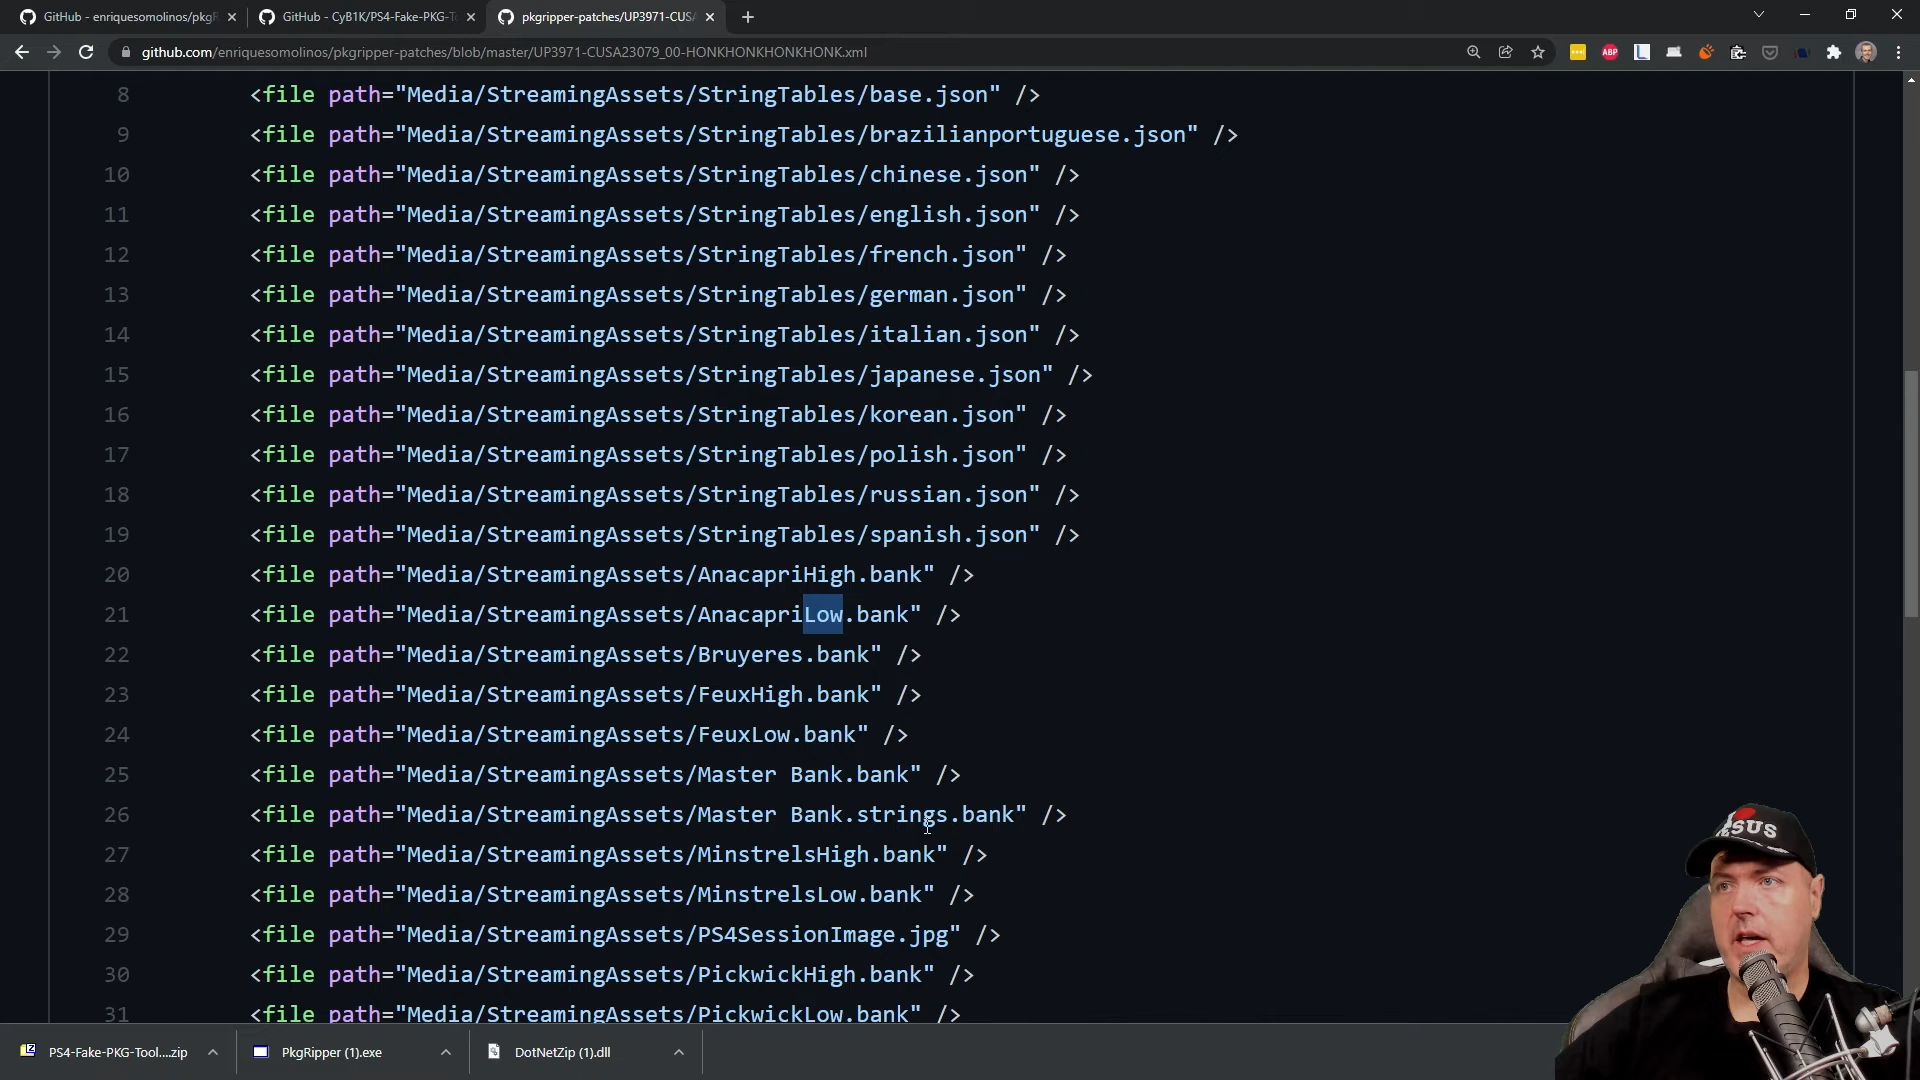 GitHub - enriquesomolinos/pkgR
GitHub - CyB1K/PS4-Fake-PKG-To
pkgripper-patches/UP3971-CUSA
github.com/enriquesomolinos/pkgripper-patches/blob/master/UP3971-CUSA23079_00-HONKHONKHONKHONK.xml
ABP
L
8 <file path="Media/StreamingAssets/StringTables/base.json" />
9 <file path="Media/StreamingAssets/StringTables/brazilianportuguese.json" />
10 <file path="Media/StreamingAssets/StringTables/chinese.json" />
11 <file path="Media/StreamingAssets/StringTables/english.json" />
12 <file path="Media/StreamingAssets/StringTables/french.json" />
13 <file path="Media/StreamingAssets/StringTables/german.json" />
14 <file path="Media/StreamingAssets/StringTables/italian.json" />
15 <file path="Media/StreamingAssets/StringTables/japanese.json" />
16 <file path="Media/StreamingAssets/StringTables/korean.json" />
17 <file path="Media/StreamingAssets/StringTables/polish.json" />
18 <file path="Media/StreamingAssets/StringTables/russian.json" />
19 <file path="Media/StreamingAssets/StringTables/spanish.json" />
20 <file path="Media/StreamingAssets/AnacapriHigh.bank" />
21 <file path="Media/StreamingAssets/AnacapriLow.bank" />
22 <file path="Media/StreamingAssets/Bruyeres.bank" />
23 <file path="Media/StreamingAssets/FeuxHigh.bank" />
24 <file path="Media/StreamingAssets/FeuxLow.bank" />
25 <file path="Media/StreamingAssets/Master Bank.bank" />
26 <file path="Media/StreamingAssets/Master Bank.strings.bank" />
27 <file path="Media/StreamingAssets/MinstrelsHigh.bank" />
28 <file path="Media/StreamingAssets/MinstrelsLow.bank" />
29 <file path="Media/StreamingAssets/PS4SessionImage.jpg" />
30 <file path="Media/StreamingAssets/PickwickHigh.bank" />
31 <file path="Media/StreamingAssets/PickwickLow.bank" />
PS4-Fake-PKG-Tool....zip
PkgRipper (1).exe
DotNetZip (1).dll